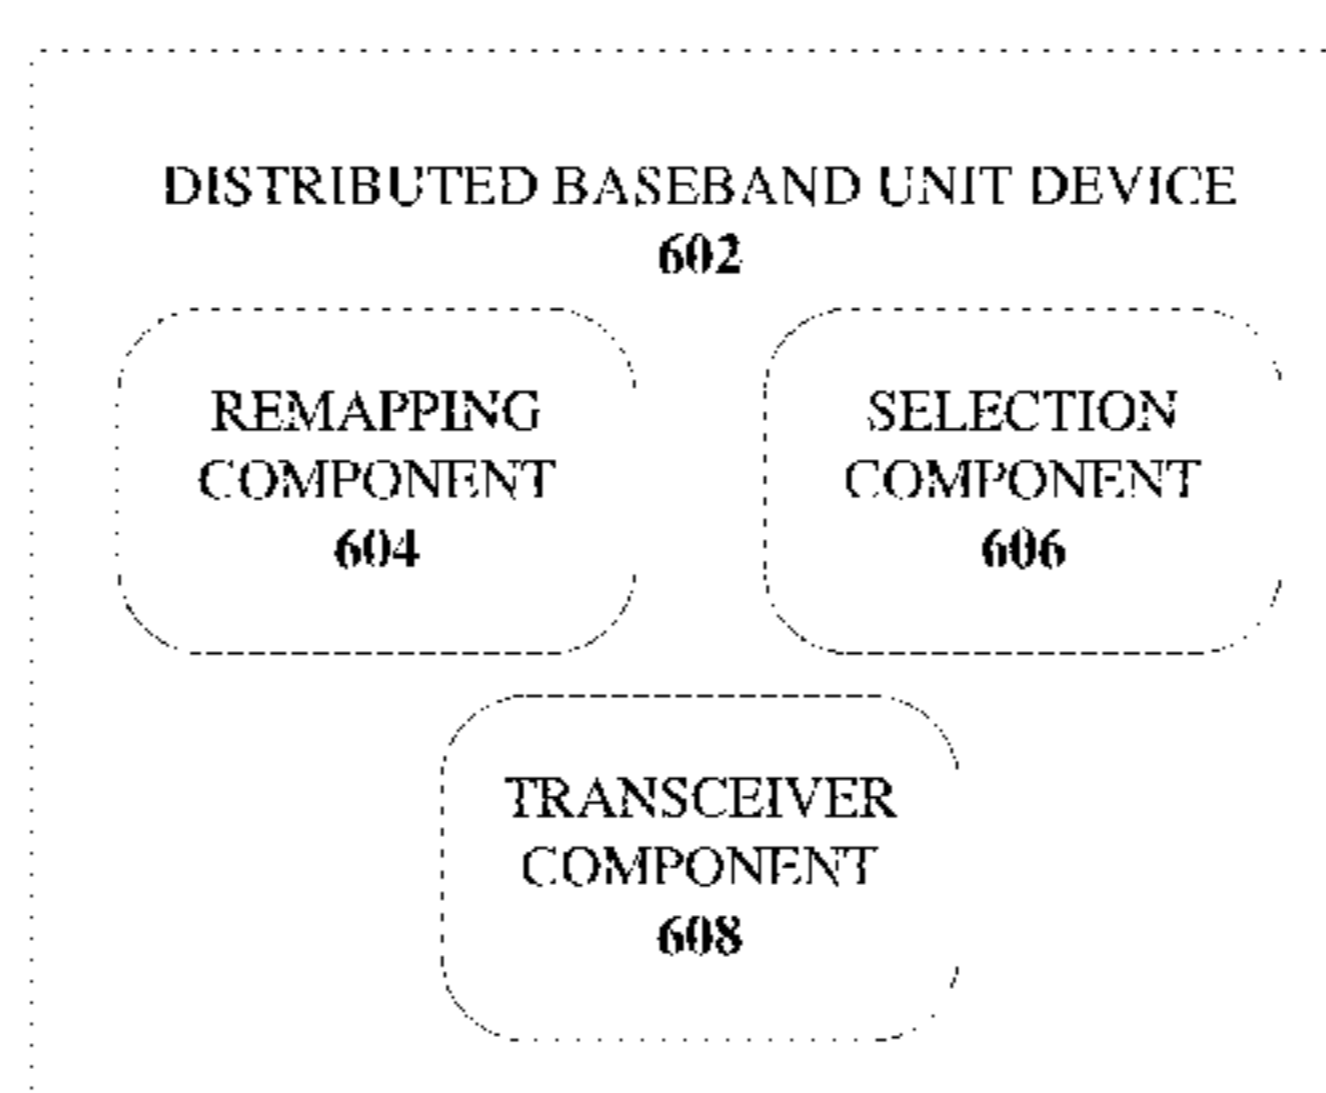 DISTRIBUTED BASEBAND UNIT DEVICE
602
REMAPPING
COMPONENT
604
SELECTION
COMPONENT
606
TRANSCEIVER
COMPONENT
608